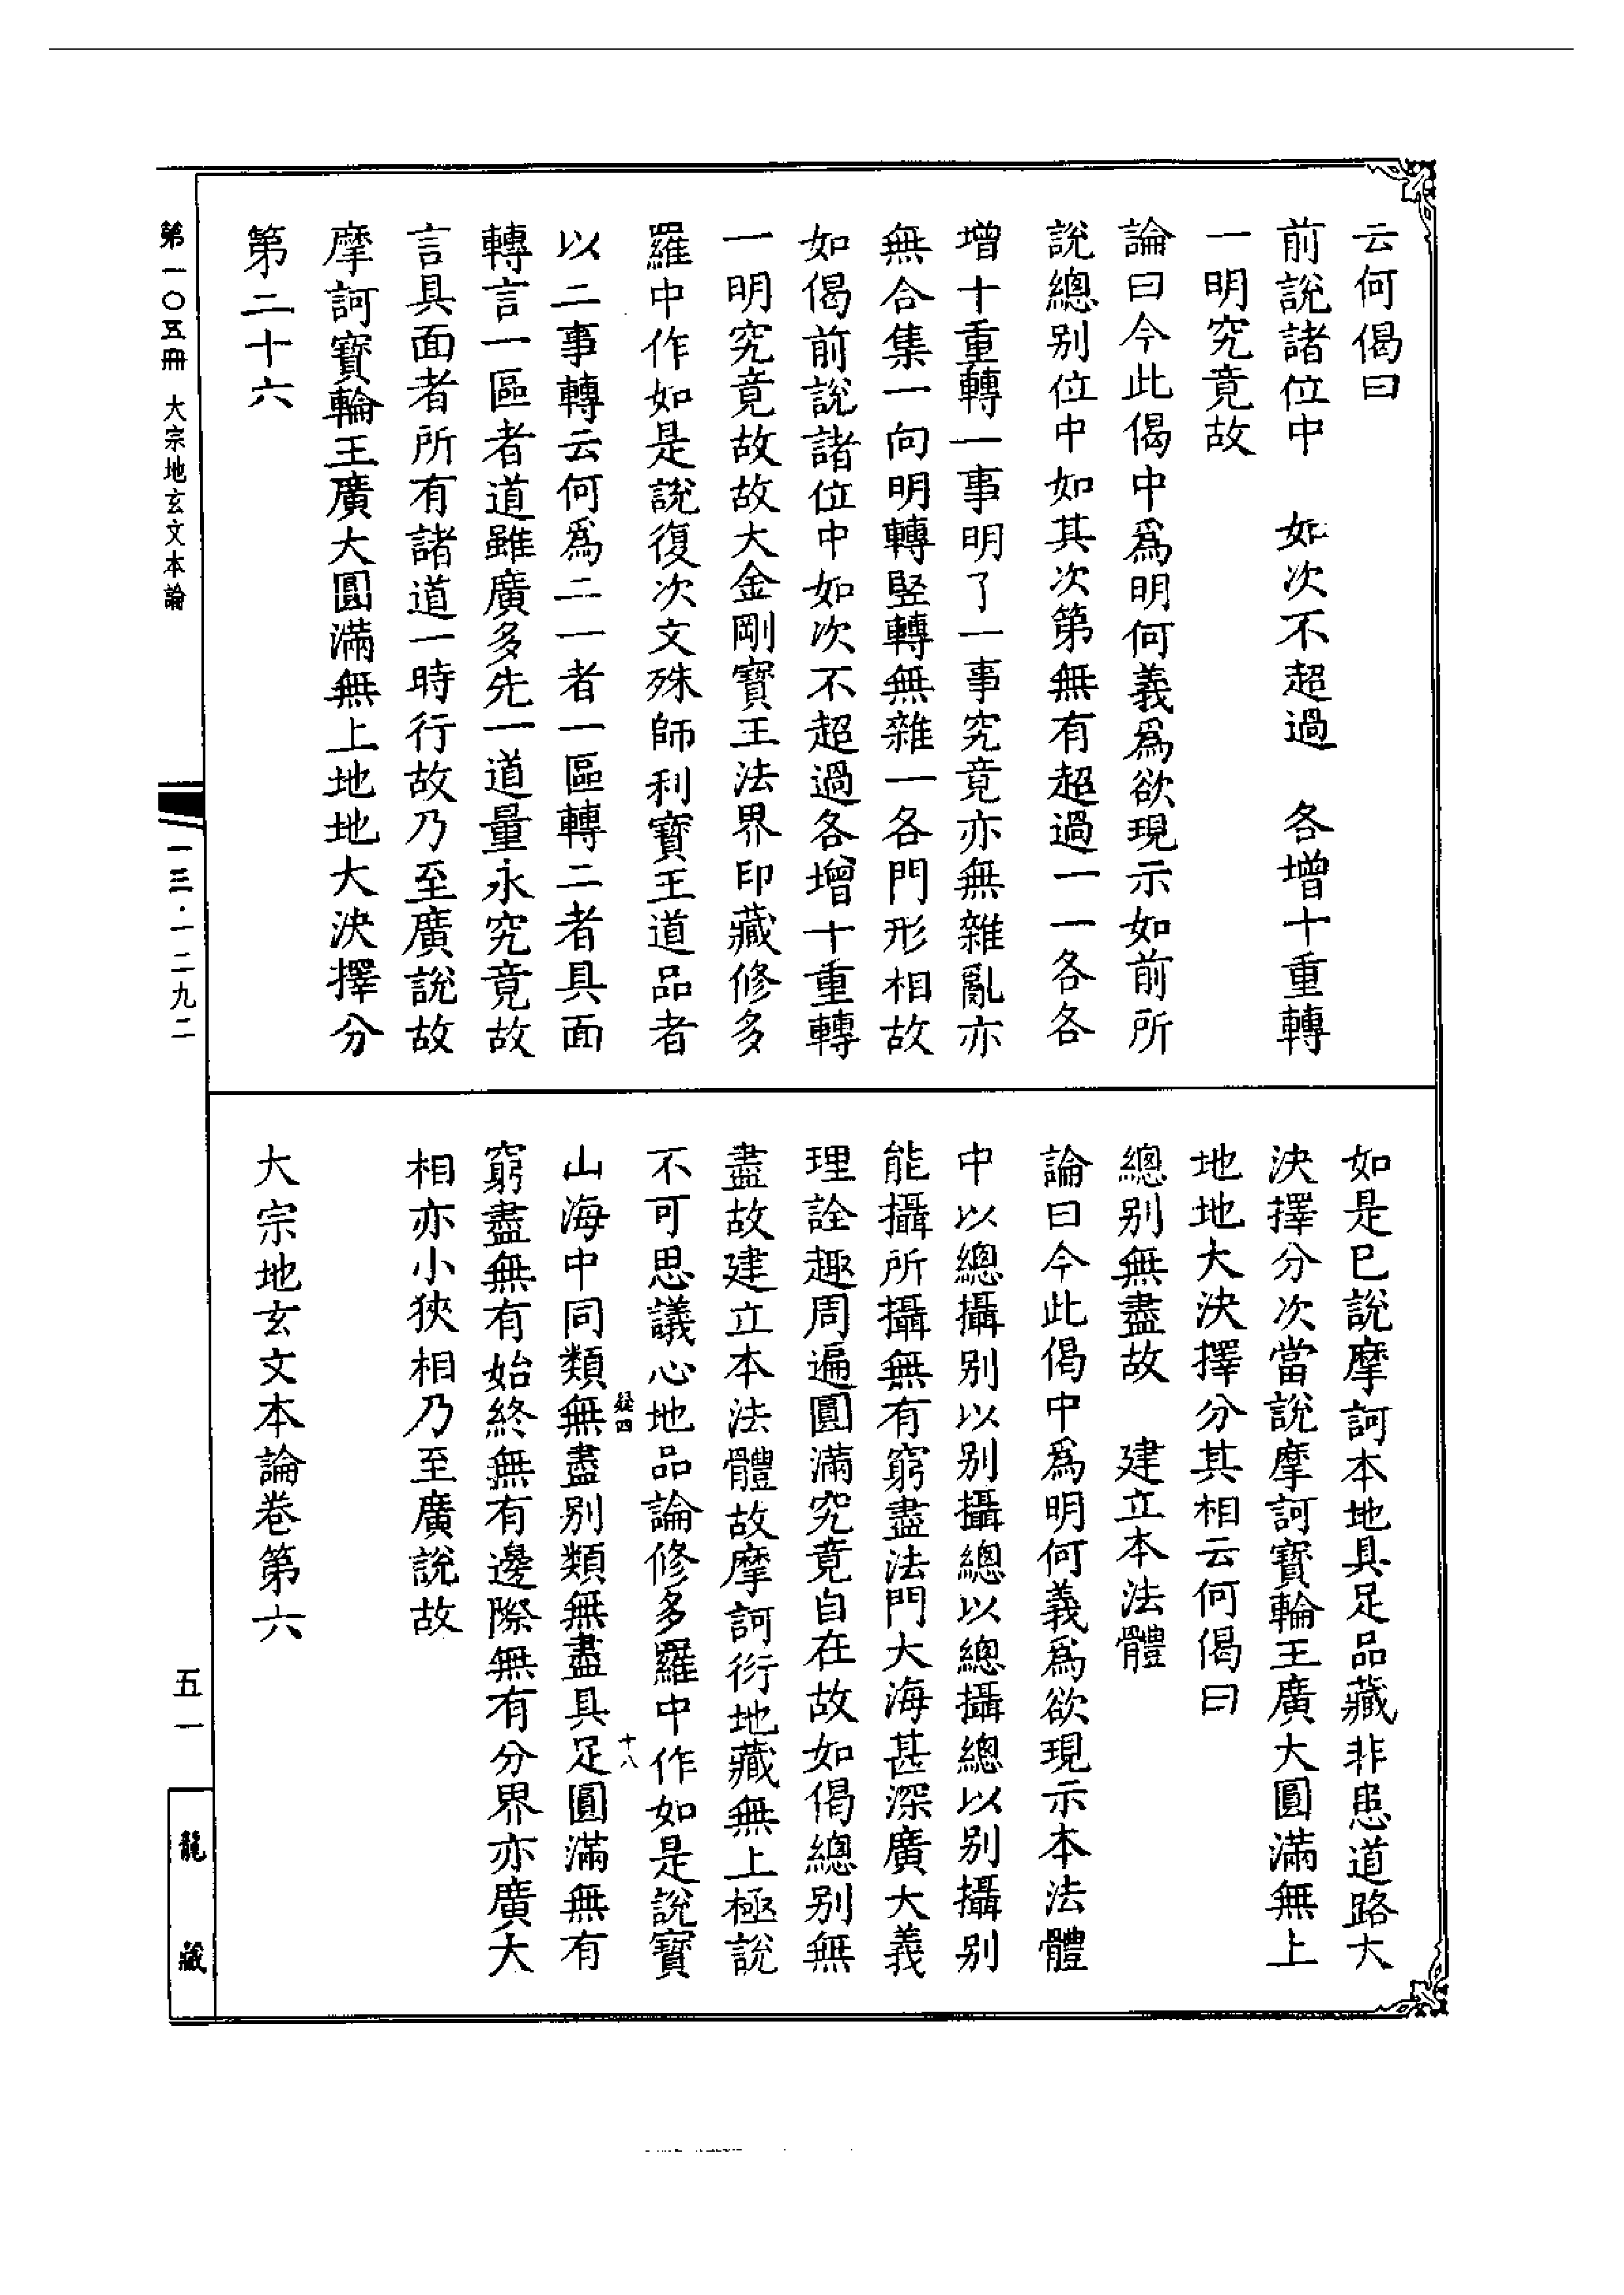 云何偈曰
前說諸位中　如次不超過　各增十重轉
一明究竟故
論曰今此偈中爲明何義爲欲現示如前所
說總别位中如其次第無有超過一一各各
增十重轉一事明了一事究竟亦無雜亂亦
無合集一向明轉堅轉無雜一各門形相故
如偈前說諸位中如次不超過各增十重轉
一明究竟故故大金剛寶王法界印藏修多
羅中作如是說復次文殊師利寶王道品者
以二事轉云何爲二一者一區轉二者具面
轉言一區者道雖廣多先一道量永究竟故
言具面者所有諸道一時行故乃至廣說故
摩訶寶輪王廣大圓滿無上地地大決擇分
第二十六
如是巳說摩訶本地具足品藏非患道路大
決擇分次當說摩訶寶輪王廣大圓滿無上
地地大決擇分其相云何偈曰
總别無盡故　建立本法體
論曰今此偈中爲明何義爲欲現示本法體
中以總攝别以别攝總以總攝總以别攝别
能攝所攝無有窮盡法門大海甚深廣大義
理詮趣周遍圓滿究竟自在故如偈總别無
盡故建立本法體故摩訶衍地藏無上極說
不可思議心地品論修多羅中作如是說寶
疑四
十八
山海中同類無盡别類無盡具足圓滿無有
窮盡無有始終無有邊際無有分界亦廣大
相亦小狹相乃至廣說故
大宗地玄文本論卷第六
第一〇五冊　大宗地玄文本論
一三·一二九二
五一
龍藏